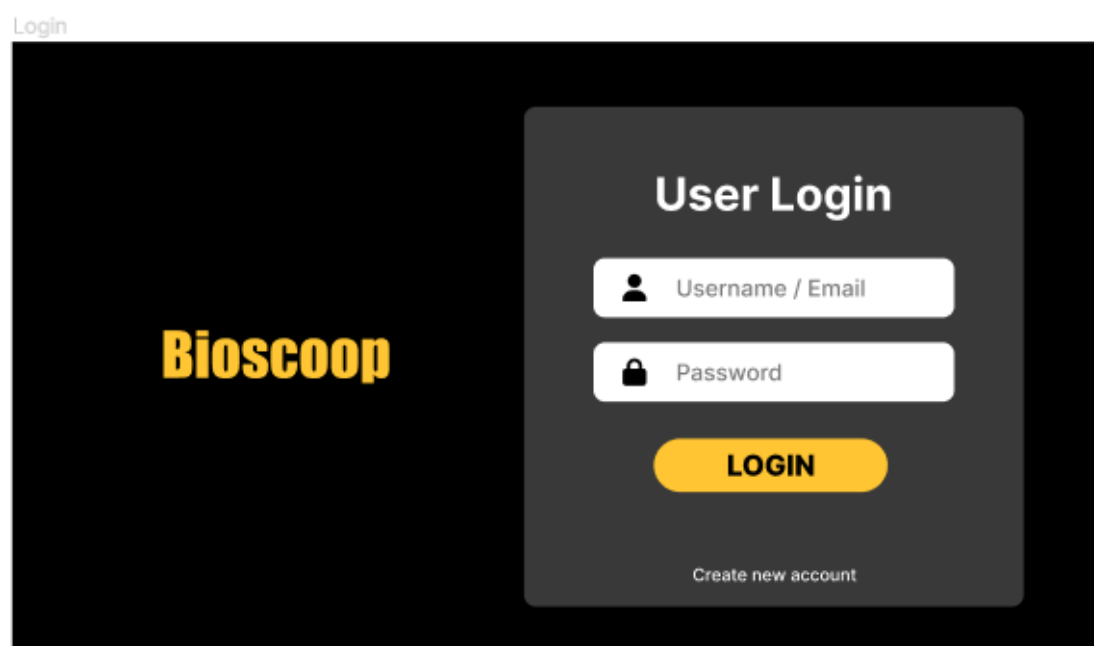 Login
Bioscoop
User Login
Username / Email
Password
LOGIN
Create new account